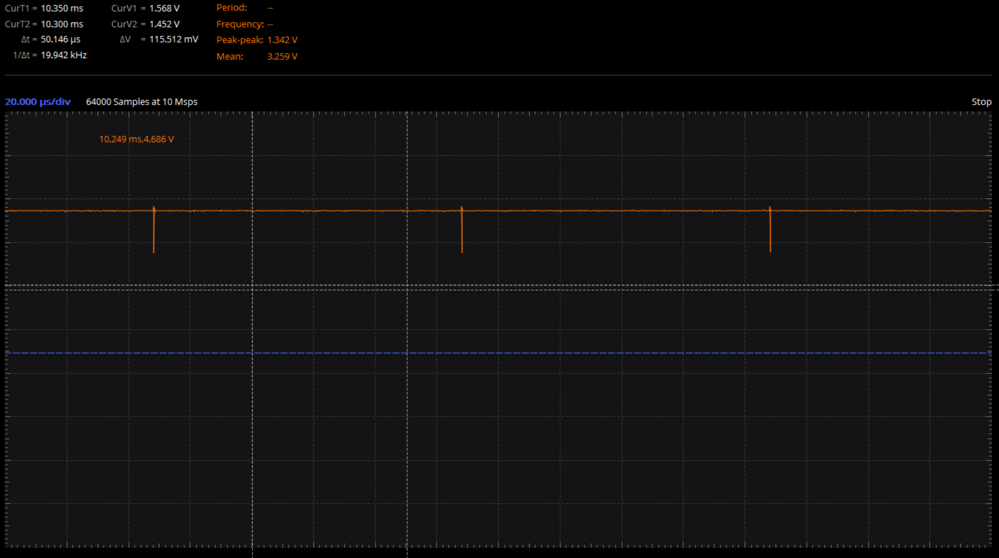 CurT1 = 10.350 ms CurV1 = 1.568 V Period: --
CurT2 = 10.300 ms CurV2 = 1.452 V Frequency: --
Δt = 50.146 µs ΔV = 115.512 mV Peak-peak: 1.342 V
1/Δt = 19.942 kHz Mean: 3.259 V
20.000 µs/div 64000 Samples at 10 Msps Stop
10.249 ms,4.686 V